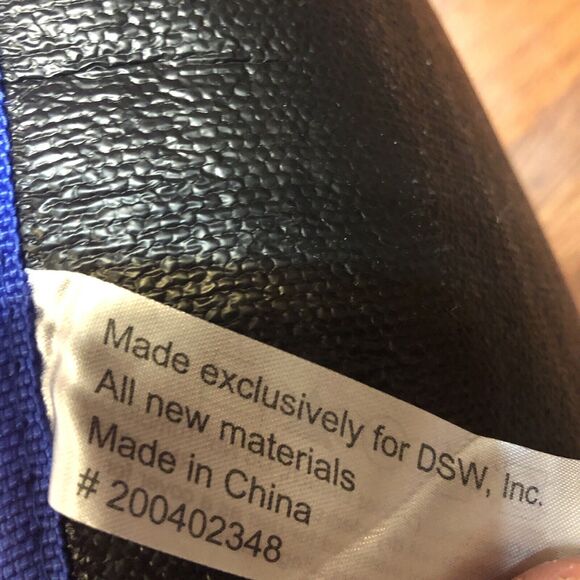 Made exclusively for DSW, Inc.
All new materials
Made in China
# 200402348